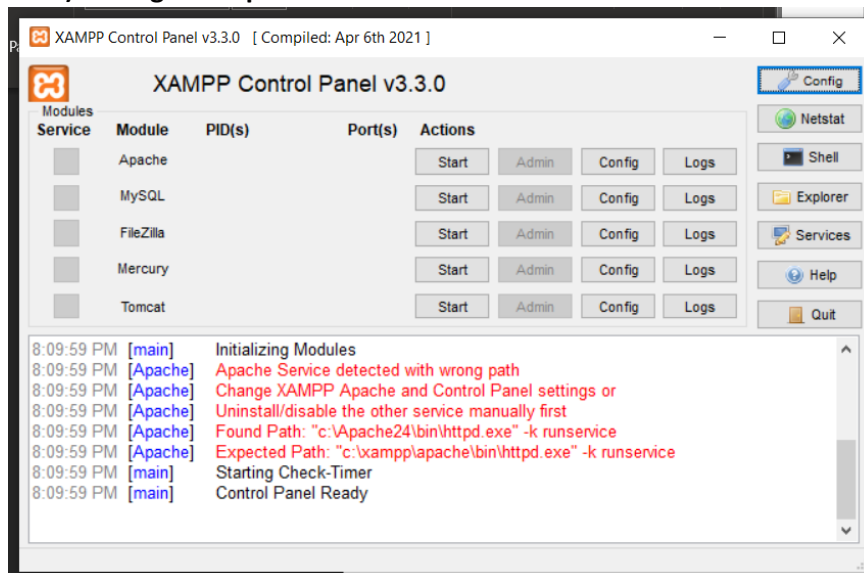 XAMPP Control Panel v3.3.0 [ Compiled: Apr 6th 2021 ]
XAMPP Control Panel v3.3.0
Config
Modules
Service Module PID(s) Port(s) Actions
Netstat
Apache Start Admin Config Logs
Shell
MySQL Start Admin Config Logs
Explorer
FileZilla Start Admin Config Logs
Services
Mercury Start Admin Config Logs
Help
Tomcat Start Admin Config Logs
Quit
8:09:59 PM [main] Initializing Modules
8:09:59 PM [Apache] Apache Service detected with wrong path
8:09:59 PM [Apache] Change XAMPP Apache and Control Panel settings or
8:09:59 PM [Apache] Uninstall/disable the other service manually first
8:09:59 PM [Apache] Found Path: "c:\Apache24\bin\httpd.exe" -k runservice
8:09:59 PM [Apache] Expected Path: "c:\xampp\apache\bin\httpd.exe" -k runservice
8:09:59 PM [main] Starting Check-Timer
8:09:59 PM [main] Control Panel Ready